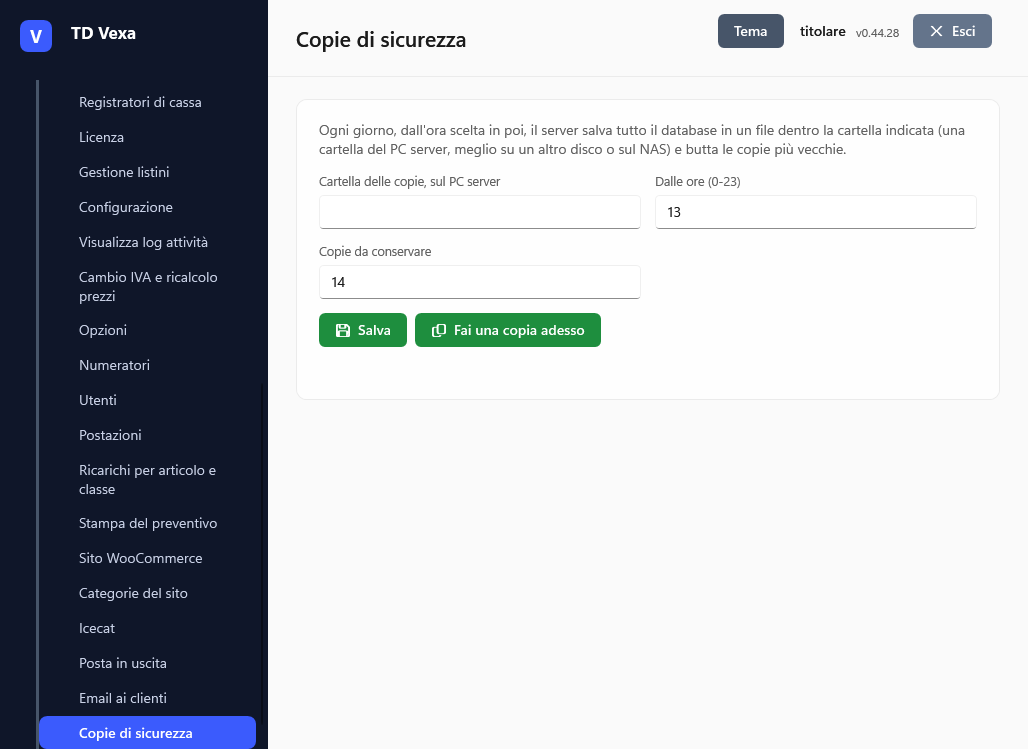 V
TD Vexa
Registratori di cassa
Licenza
Gestione listini
Configurazione
Visualizza log attività
Cambio IVA e ricalcolo
prezzi
Opzioni
Numeratori
Utenti
Postazioni
Ricarichi per articolo e
classe
Stampa del preventivo
Sito WooCommerce
Categorie del sito
Icecat
Posta in uscita
Email ai clienti
Copie di sicurezza
Copie di sicurezza
Tema
titolare
v0.44.28
Esci
Ogni giorno, dall'ora scelta in poi, il server salva tutto il database in un file dentro la cartella indicata (una
cartella del PC server, meglio su un altro disco o sul NAS) e butta le copie più vecchie.
Cartella delle copie, sul PC server
Dalle ore (0-23)
13
Copie da conservare
14
Salva
Fai una copia adesso